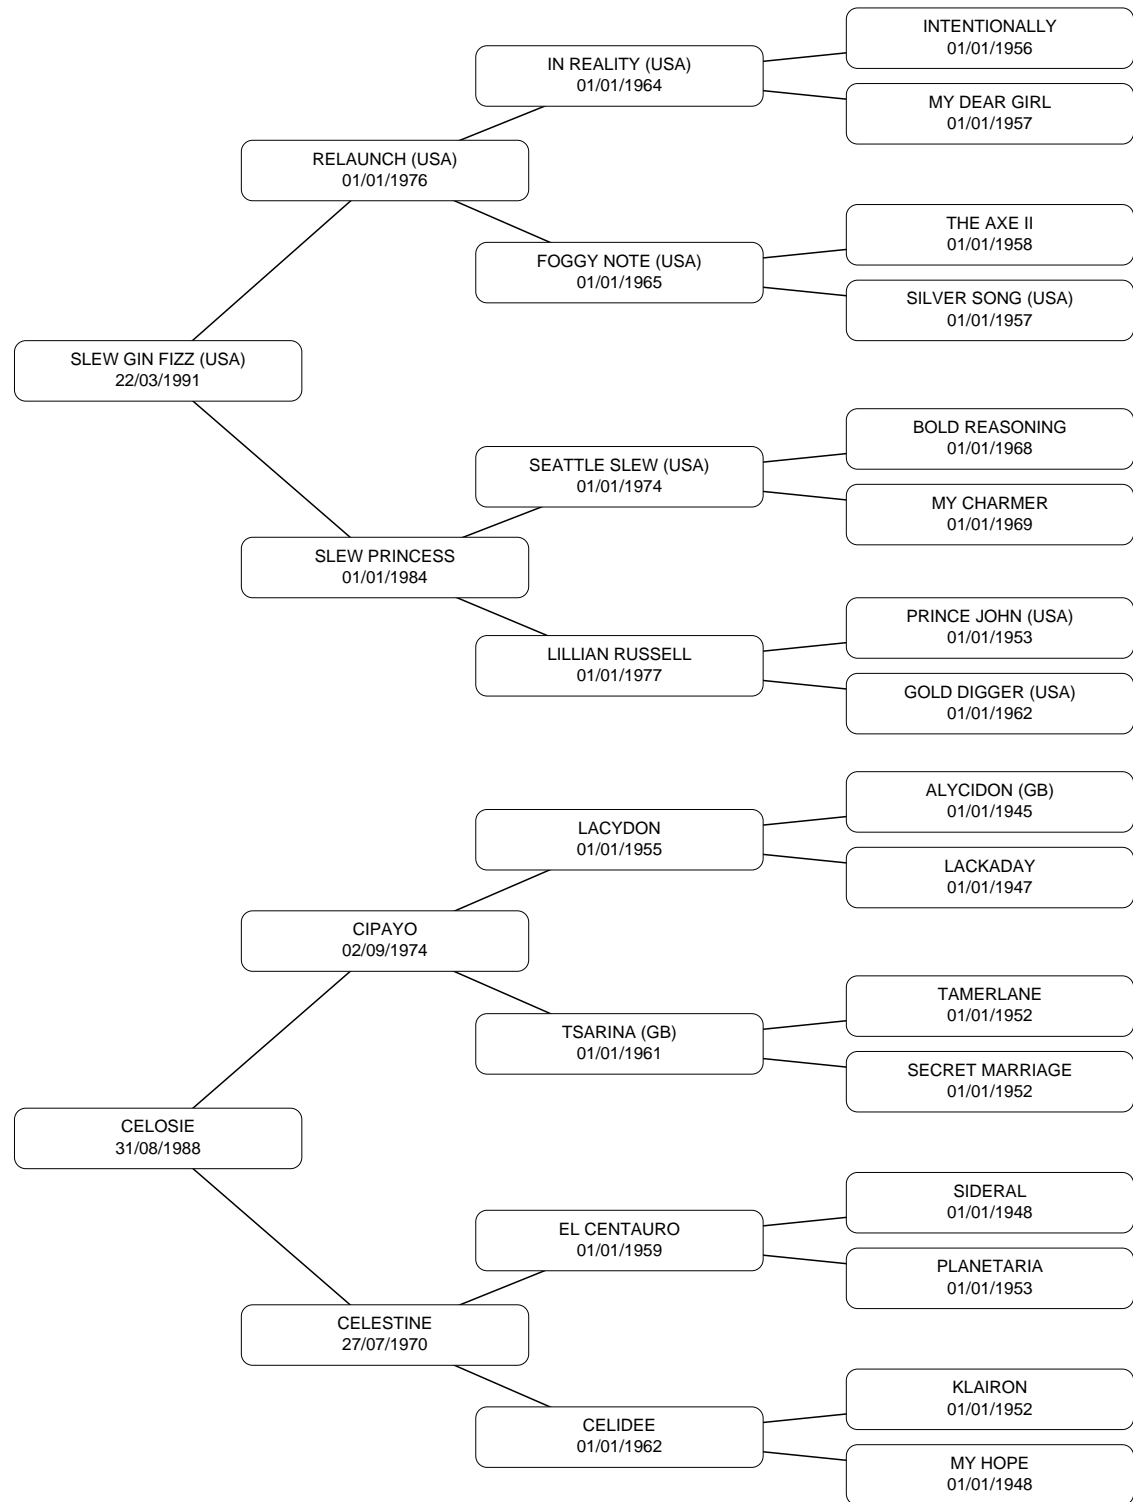 INTENTIONALLY
01/01/1956
IN REALITY (USA)
01/01/1964
MY DEAR GIRL
01/01/1957
RELAUNCH (USA)
01/01/1976
THE AXE II
01/01/1958
FOGGY NOTE (USA)
01/01/1965
SILVER SONG (USA)
01/01/1957
SLEW GIN FIZZ (USA)
22/03/1991
BOLD REASONING
01/01/1968
SEATTLE SLEW (USA)
01/01/1974
MY CHARMER
01/01/1969
SLEW PRINCESS
01/01/1984
PRINCE JOHN (USA)
01/01/1953
LILLIAN RUSSELL
01/01/1977
GOLD DIGGER (USA)
01/01/1962
ALYCIDON (GB)
01/01/1945
LACYDON
01/01/1955
LACKADAY
01/01/1947
CIPAYO
02/09/1974
TAMERLANE
01/01/1952
TSARINA (GB)
01/01/1961
SECRET MARRIAGE
01/01/1952
CELOSIE
31/08/1988
SIDERAL
01/01/1948
EL CENTAURO
01/01/1959
PLANETARIA
01/01/1953
CELESTINE
27/07/1970
KLAIRON
01/01/1952
CELIDEE
01/01/1962
MY HOPE
01/01/1948